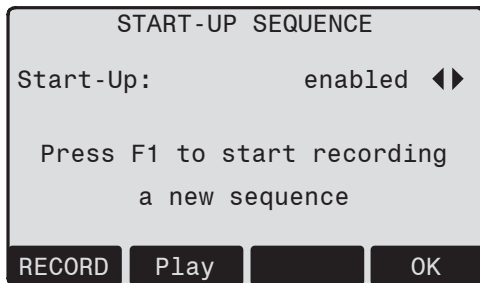 START-UP SEQUENCE
Start-Up: enabled
Press F1 to start recording
a new sequence
RECORD Play OK